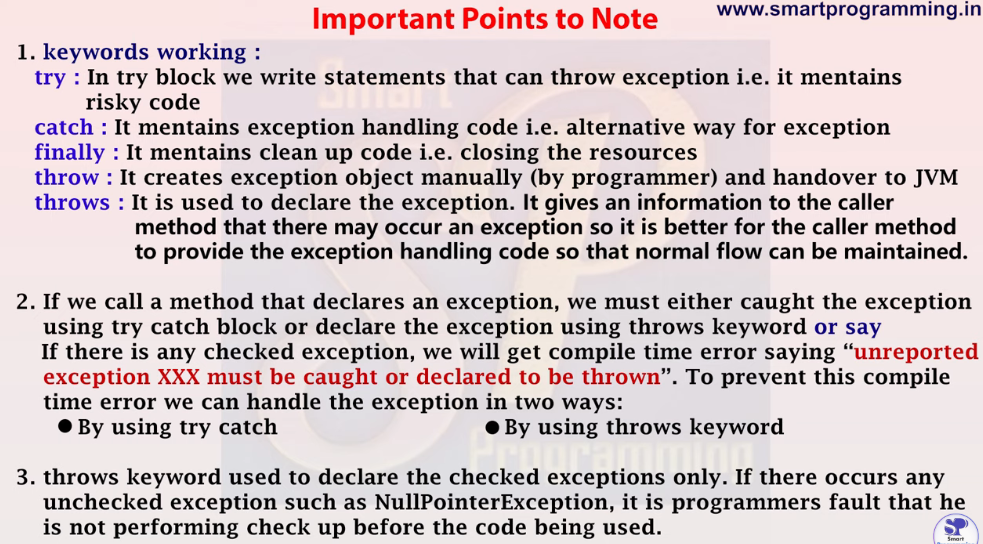 Important Points to Note
www.smartprogramming.in
1. keywords working :
try : In try block we write statements that can throw exception i.e. it mentains
risky code
catch : It mentains exception handling code i.e. alternative way for exception
finally : It mentains clean up code i.e. closing the resources
throw : It creates exception object manually (by programmer) and handover to JVM
throws : It is used to declare the exception. It gives an information to the caller
method that there may occur an exception so it is better for the caller method
to provide the exception handling code so that normal flow can be maintained.
2. If we call a method that declares an exception, we must either caught the exception
using try catch block or declare the exception using throws keyword or say
If there is any checked exception, we will get compile time error saying “unreported
exception XXX must be caught or declared to be thrown”. To prevent this compile
time error we can handle the exception in two ways:
● By using try catch ● By using throws keyword
3. throws keyword used to declare the checked exceptions only. If there occurs any
unchecked exception such as NullPointerException, it is programmers fault that he
is not performing check up before the code being used.
Smart
SP
Programming
SP
Smart